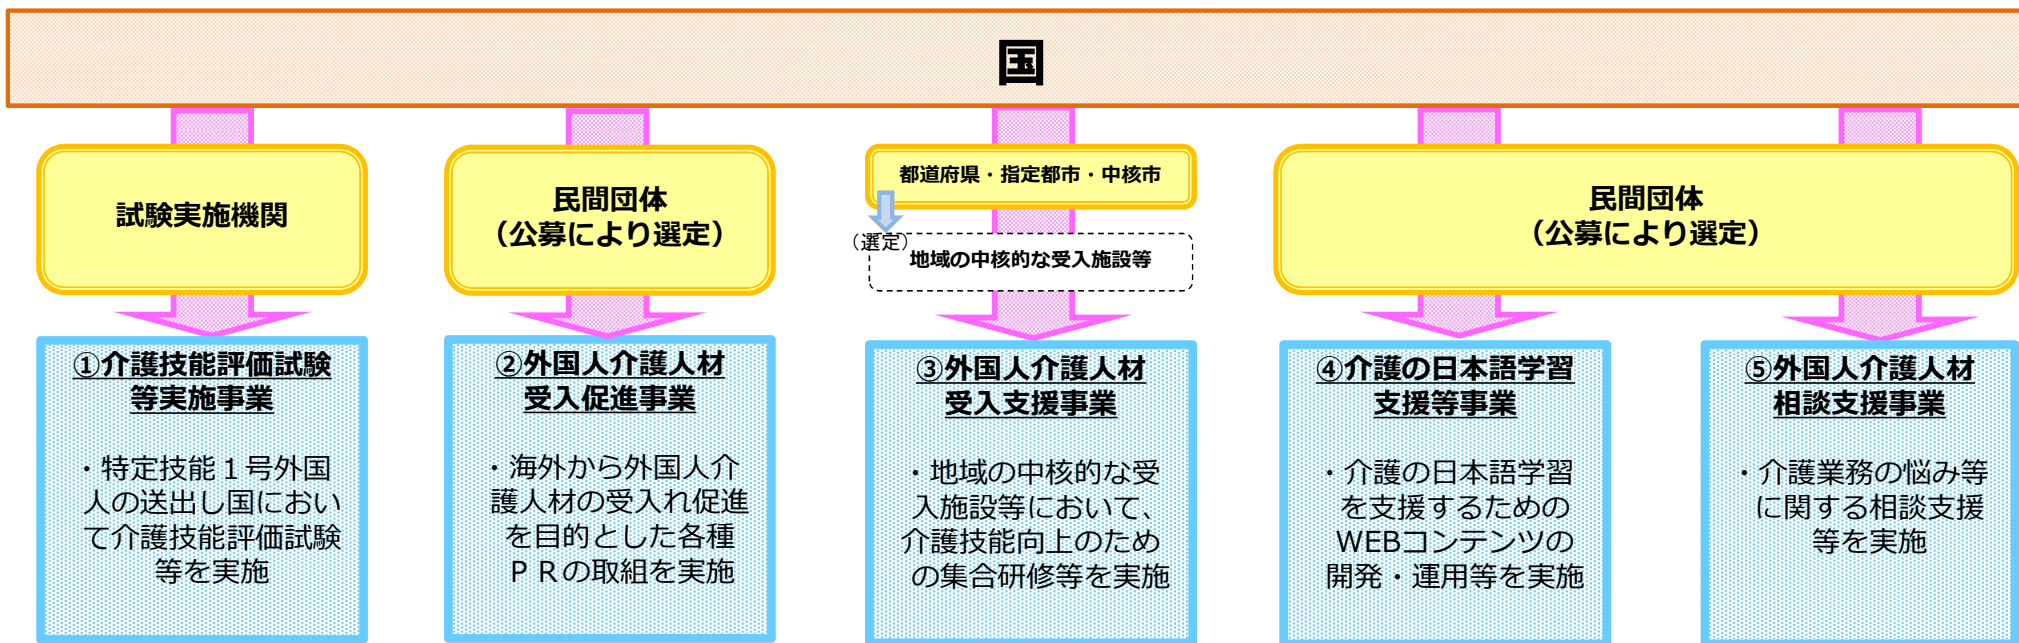 国
試験実施機関
民間団体
（公募により選定）
都道府県・指定都市・中核市
（選定）
地域の中核的な受入施設等
民間団体
（公募により選定）
①介護技能評価試験
等実施事業
・特定技能１号外国
人の送出し国におい
て介護技能評価試験
等を実施
②外国人介護人材
受入促進事業
・海外から外国人介
護人材の受入れ促進
を目的とした各種
ＰＲの取組を実施
③外国人介護人材
受入支援事業
・地域の中核的な受
入施設等において、
介護技能向上のため
の集合研修等を実施
④介護の日本語学習
支援等事業
・介護の日本語学習
を支援するための
WEBコンテンツの
開発・運用等を実施
⑤外国人介護人材
相談支援事業
・介護業務の悩み等
に関する相談支援
等を実施